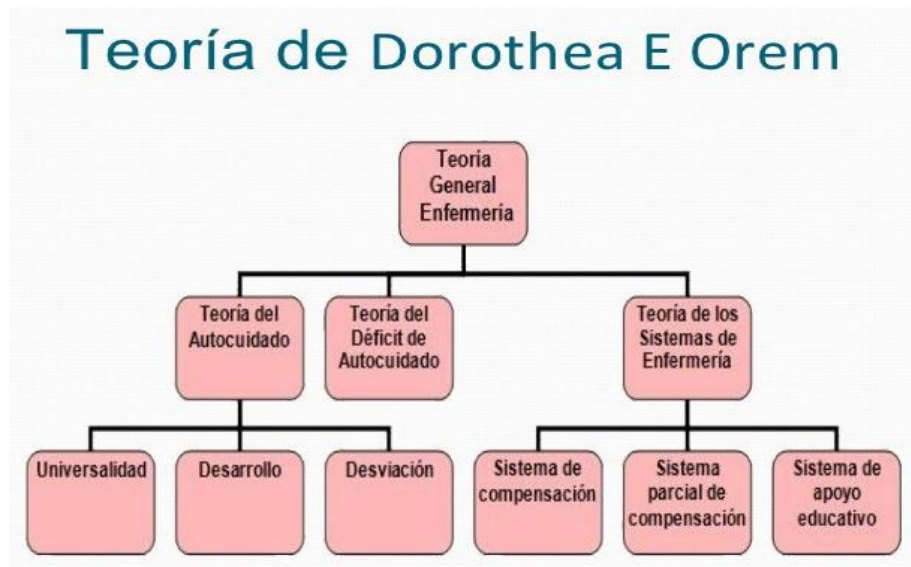 Teoría de Dorothea E Orem
Teoría
General
Enfermería
Teoría del
Autocuidado
Teoría del
Déficit de
Autocuidado
Teoría de los
Sistemas de
Enfermería
Universalidad
Desarrollo
Desviación
Sistema de
compensación
Sistema
parcial de
compensación
Sistema de
apoyo
educativo